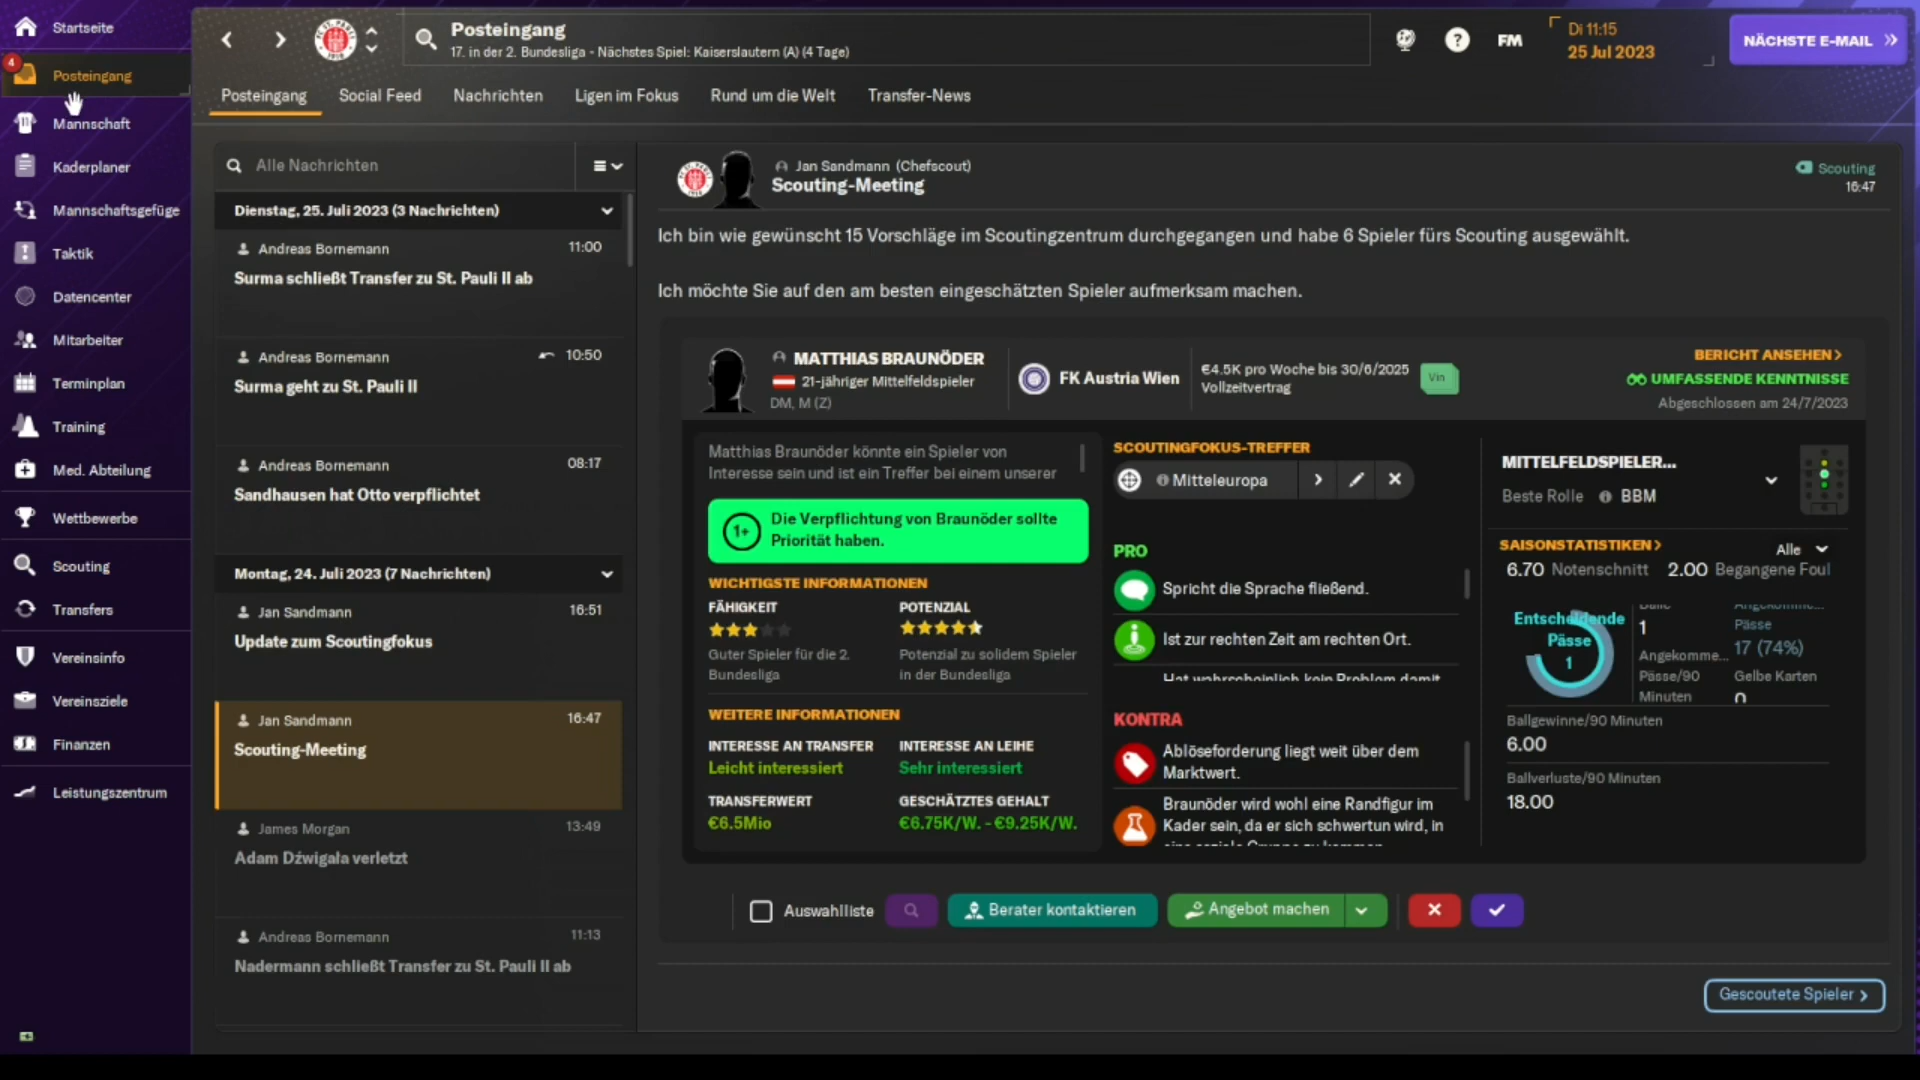 Startseite
4
Posteingang
Mannschaft
Kaderplaner
Mannschaftsgefüge
Taktik
Datencenter
Mitarbeiter
Terminplan
Training
Med. Abteilung
Wettbewerbe
Scouting
Transfers
Vereinsinfo
Vereinsziele
Finanzen
Leistungszentrum
Posteingang
17. in der 2. Bundesliga - Nächstes Spiel: Kaiserslautern (A) (4 Tage)
?
FM
Di 11:15
25 Jul 2023
NÄCHSTE E-MAIL
Posteingang
Social Feed
Nachrichten
Ligen im Fokus
Rund um die Welt
Transfer-News
Alle Nachrichten
Dienstag, 25. Juli 2023 (3 Nachrichten)
Andreas Bornemann 11:00
Surma schließt Transfer zu St. Pauli II ab
Andreas Bornemann 10:50
Surma geht zu St. Pauli II
Andreas Bornemann 08:17
Sandhausen hat Otto verpflichtet
Montag, 24. Juli 2023 (7 Nachrichten)
Jan Sandmann 16:51
Update zum Scoutingfokus
Jan Sandmann 16:47
Scouting-Meeting
James Morgan 13:49
Adam Dźwigala verletzt
Andreas Bornemann 11:13
Nadermann schließt Transfer zu St. Pauli II ab
Jan Sandmann (Chefscout)
Scouting-Meeting
Scouting
16:47
Ich bin wie gewünscht 15 Vorschläge im Scoutingzentrum durchgegangen und habe 6 Spieler fürs Scouting ausgewählt.
Ich möchte Sie auf den am besten eingeschätzten Spieler aufmerksam machen.
MATTHIAS BRAUNÖDER
21-jähriger Mittelfeldspieler
DM, M (Z)
FK Austria Wien
€4.5K pro Woche bis 30/6/2025
Vollzeitvertrag
Vin
BERICHT ANSEHEN >
UMFASSENDE KENNTNISSE
Abgeschlossen am 24/7/2023
Matthias Braunöder könnte ein Spieler von
Interesse sein und ist ein Treffer bei einem unserer
1+
Die Verpflichtung von Braunöder sollte
Priorität haben.
WICHTIGSTE INFORMATIONEN
FÄHIGKEIT
Guter Spieler für die 2.
Bundesliga
POTENZIAL
Potenzial zu solidem Spieler
in der Bundesliga
WEITERE INFORMATIONEN
INTERESSE AN TRANSFER
Leicht interessiert
INTERESSE AN LEIHE
Sehr interessiert
TRANSFERWERT
€6.5Mio
GESCHÄTZTES GEHALT
€6.75K/W. - €9.25K/W.
SCOUTINGFOKUS-TREFFER
Mitteleuropa
PRO
Spricht die Sprache fließend.
Ist zur rechten Zeit am rechten Ort.
Hat wahrscheinlich kein Problem damit,
KONTRA
Ablöseforderung liegt weit über dem
Marktwert.
Braunöder wird wohl eine Randfigur im
Kader sein, da er sich schwertun wird, in
eine soziale Gruppe zu kommen
MITTELFELDSPIELER...
Beste Rolle BBM
SAISONSTATISTIKEN >
Alle
6.70 Notenschnitt
2.00 Begangene Foul
Entscheidende
Pässe
1
Bälle
1
Angekomme...
Pässe/90
Minuten
Angekomme...
Pässe
17 (74%)
Gelbe Karten
0
Ballgewinne/90 Minuten
6.00
Ballverluste/90 Minuten
18.00
Auswahlliste
Berater kontaktieren
Angebot machen
Gescoutete Spieler >